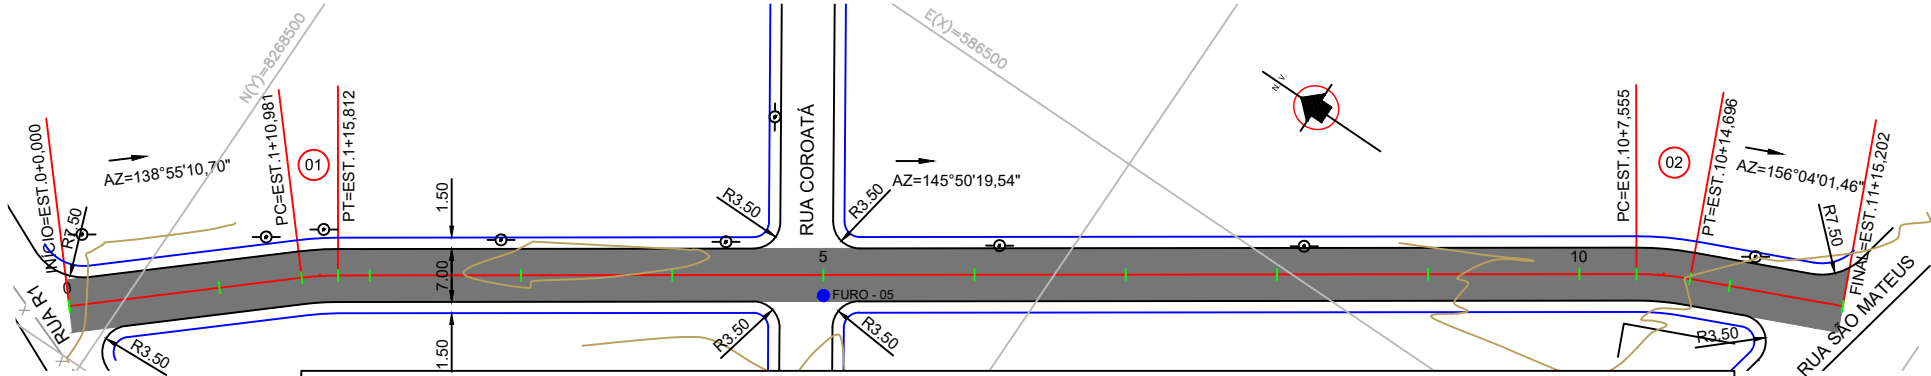 N(Y)=8268500
E(X)=586500
N.V.
INÍCIO=EST.0+0,000
AZ=138°55'10,70"
PC=EST.1+10,981
01
PT=EST.1+15,812
1.50
R3.50
RUA COROATÁ
R3.50
AZ=145°50'19,54"
PC=EST.10+7,555
02
PT=EST.10+14,696
AZ=156°04'01,46"
R7.50
FINAL=EST.11+15,202
R7.50
0
7.00
5
10
FURO - 05
RUA R1
R3.50
1.50
R3.50
R3.50
R3.50
RUA SÃO MATEUS